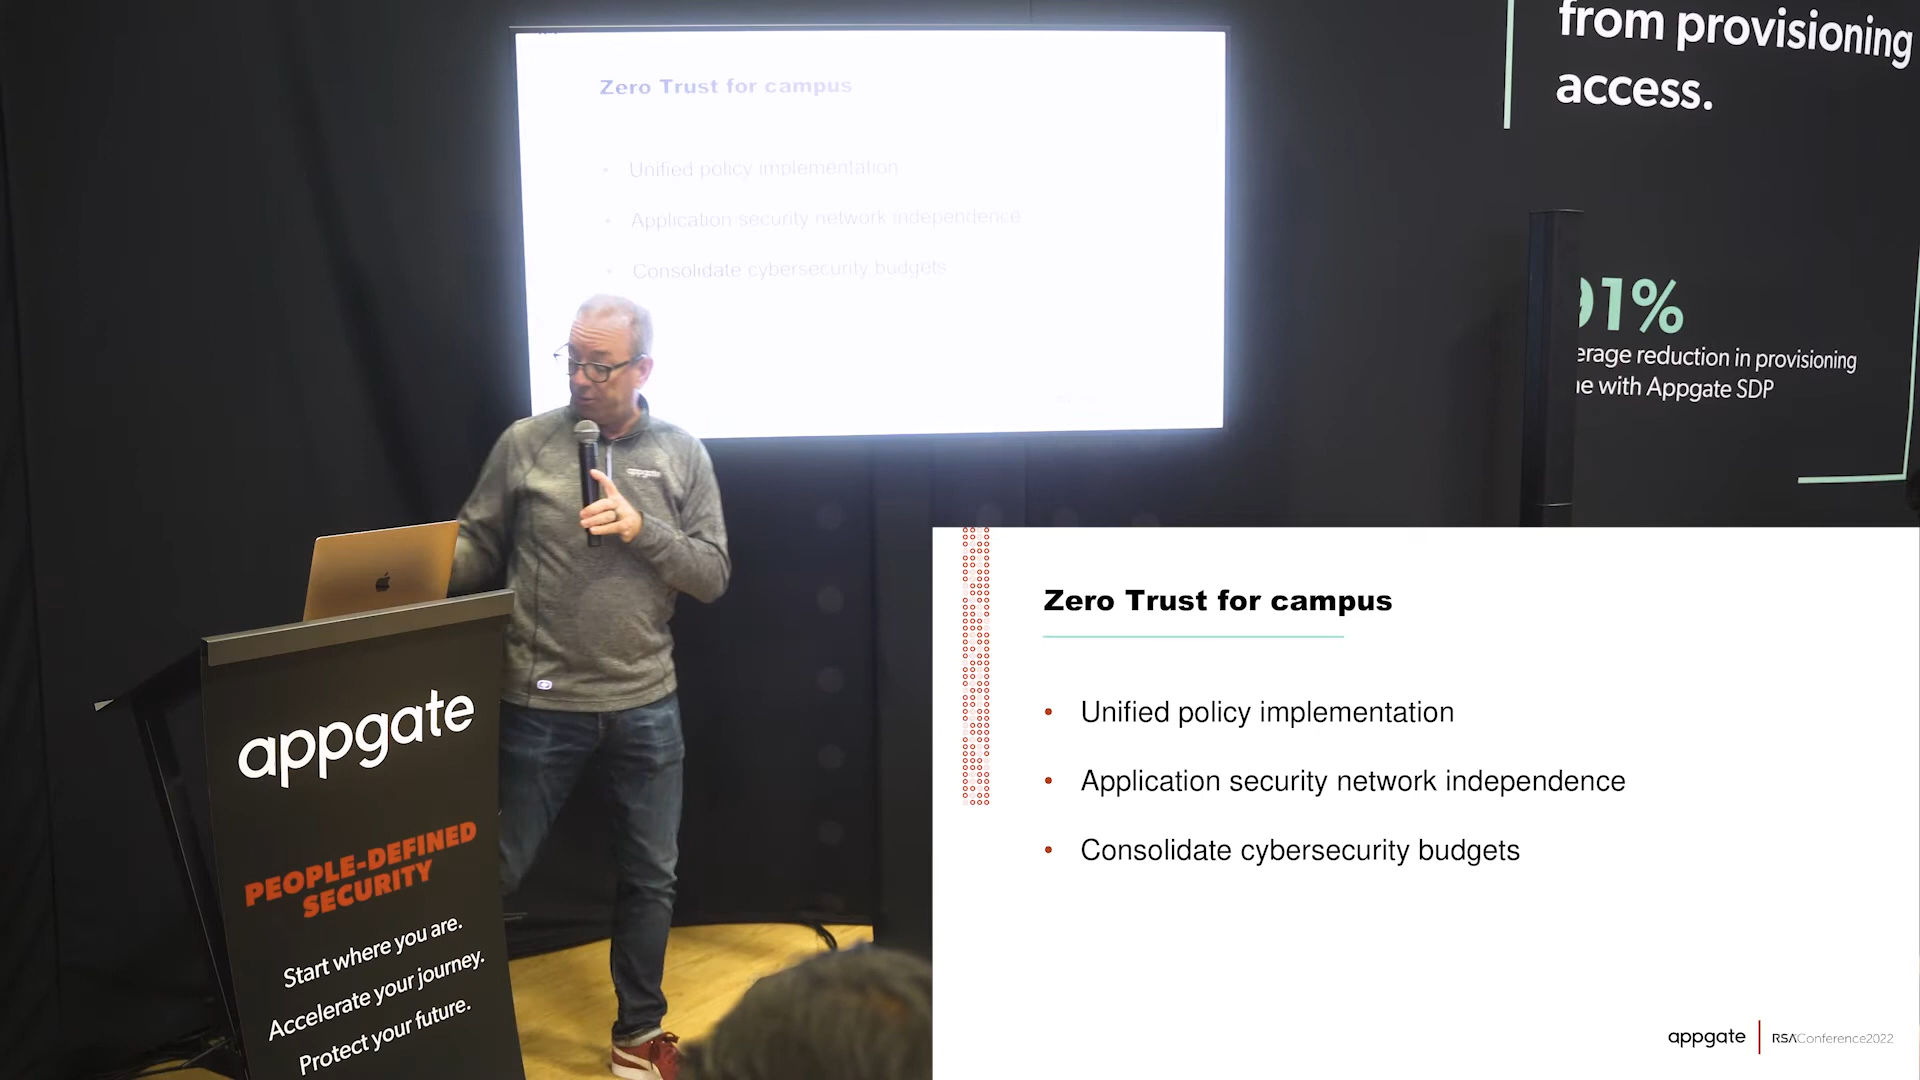 Zero Trust for campus
Unified policy implementation
Application security network independence
Consolidate cybersecurity budgets
from provisioning
access.
91%
erage reduction in provisioning
with Appgate SDP
appgate
appgate
PEOPLE-DEFINED
SECURITY
Start where you are.
Accelerate your journey.
Protect your future.
Zero Trust for campus
• Unified policy implementation
• Application security network independence
• Consolidate cybersecurity budgets
appgate | RSAConference2022